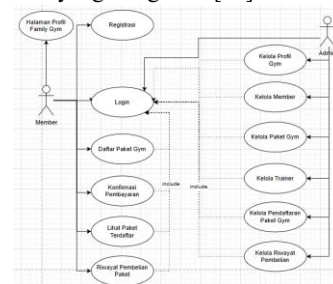 Halaman Profil
Family Gym
Registrasi
Member
Login
Daftar Paket Gym
Konfirmasi
Pembayaran
Lihat Paket
Terdaftar
Riwayat Pembelian
Paket
include
include
Kelola Profil
Gym
Kelola Member
Kelola Paket Gym
Kelola Trainer
Kelola Pendaftaran
Paket Gym
Kelola Riwayat
Pembelian